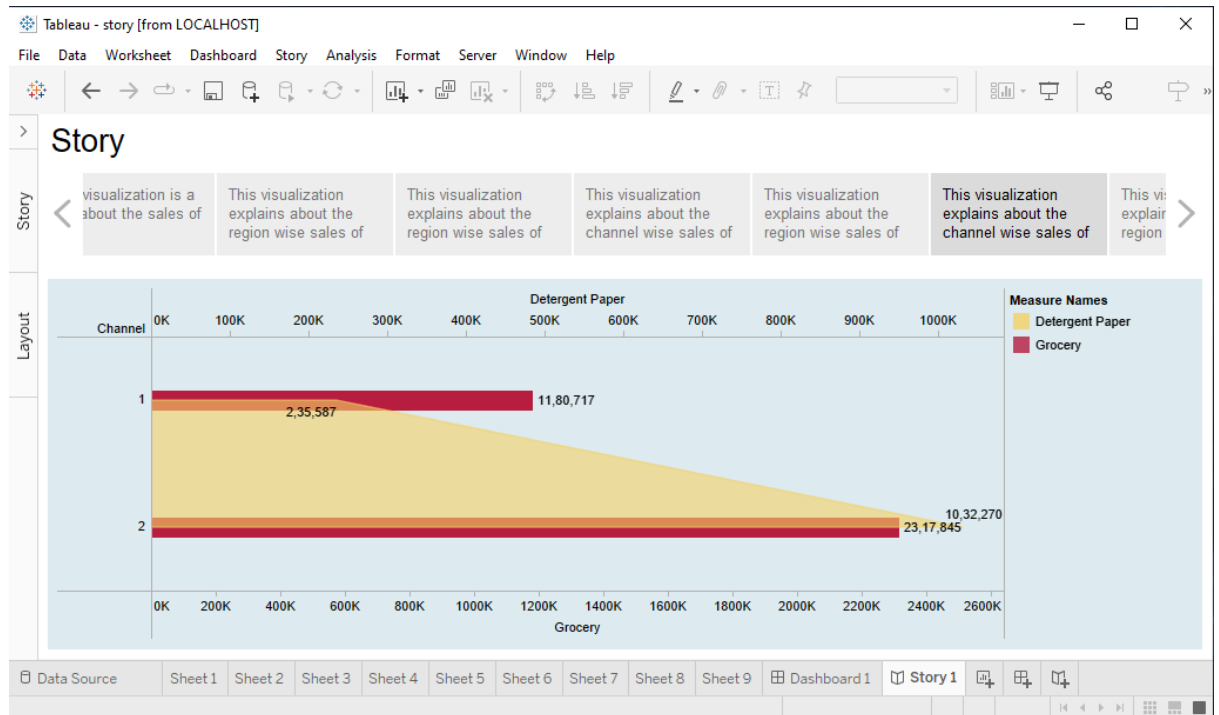 Tableau - story [from LOCALHOST]
File Data Worksheet Dashboard Story Analysis Format Server Window Help
Story
Story
Layout
visualization is a
about the sales of
This visualization
explains about the
region wise sales of
This visualization
explains about the
region wise sales of
This visualization
explains about the
channel wise sales of
This visualization
explains about the
region wise sales of
This visualization
explains about the
channel wise sales of
This
region
Detergent Paper
Channel 0K 100K 200K 300K 400K 500K 600K 700K 800K 900K 1000K
1
11,80,717
2,35,587
10,32,270
2
23,17,845
0K 200K 400K 600K 800K 1000K 1200K 1400K 1600K 1800K 2000K 2200K 2400K 2600K
Grocery
Measure Names
Detergent Paper
Grocery
Data Source Sheet 1 Sheet 2 Sheet 3 Sheet 4 Sheet 5 Sheet 6 Sheet 7 Sheet 8 Sheet 9 Dashboard 1 Story 1